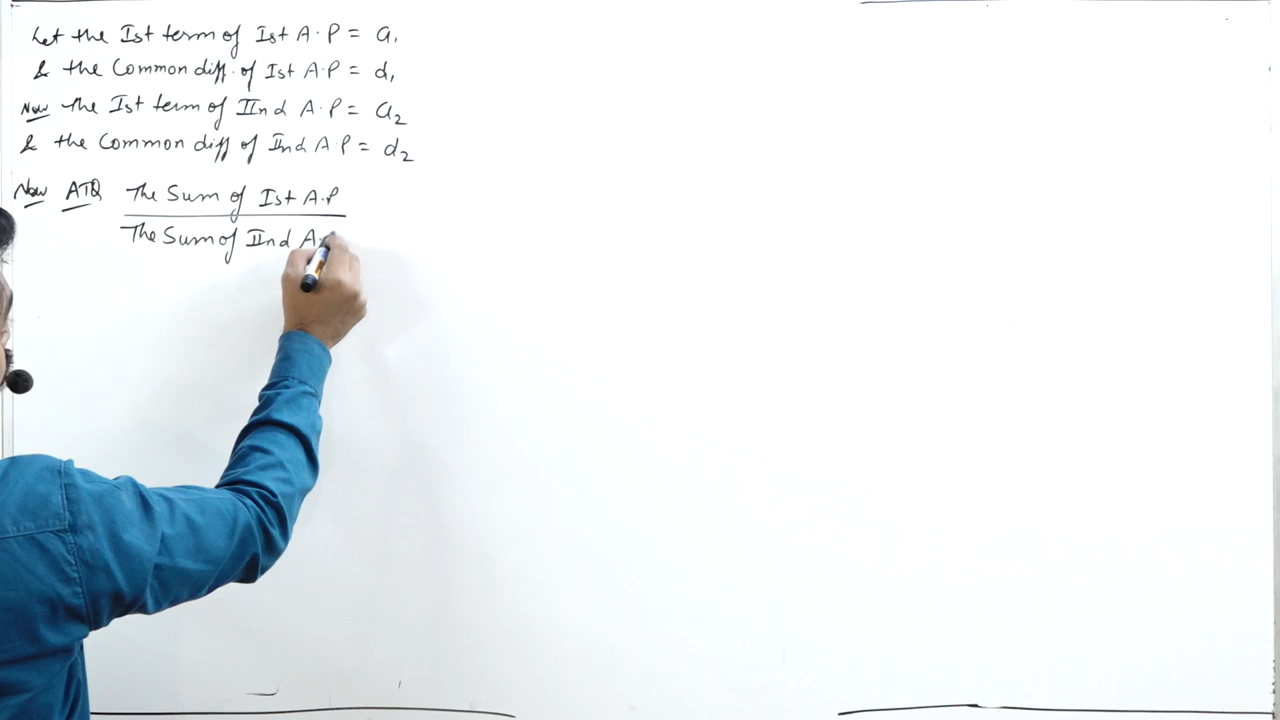 Let the Ist term of Ist A.P = a₁
& the Common diff. of Ist A.P = d₁
Now the Ist term of IInd A.P = a₂
& the Common diff of IInd A.P = d₂
Now ATQ The Sum of Ist A.P
The Sum of IInd A.